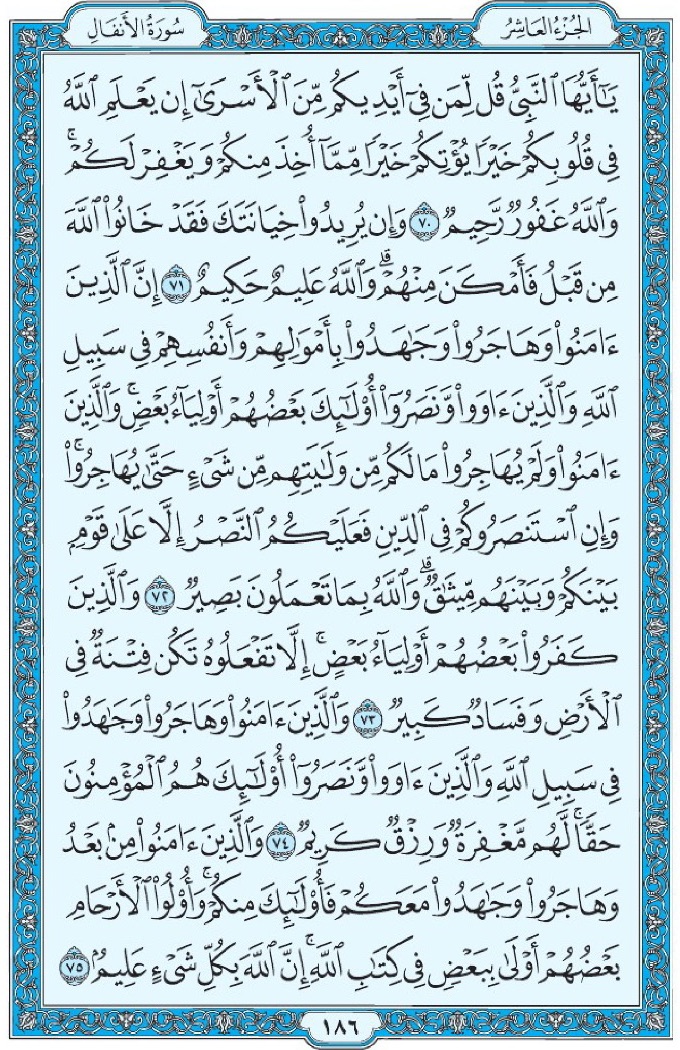 الجُزْءُ العَاشِرُ
سُورَةُ الأَنفَالِ
يَٰٓأَيُّهَا ٱلنَّبِيُّ قُل لِّمَن فِيٓ أَيۡدِيكُم مِّنَ ٱلۡأَسۡرَىٰٓ إِن يَعۡلَمِ ٱللَّهُ
فِي قُلُوبِكُمۡ خَيۡرٗا يُؤۡتِكُمۡ خَيۡرٗا مِّمَّآ أُخِذَ مِنكُمۡ وَيَغۡفِرۡ لَكُمۡۚ
وَٱللَّهُ غَفُورٞ رَّحِيمٞ ٧٠ وَإِن يُرِيدُواْ خِيَانَتَكَ فَقَدۡ خَانُواْ ٱللَّهَ
مِن قَبۡلُ فَأَمۡكَنَ مِنۡهُمۡۗ وَٱللَّهُ عَلِيمٌ حَكِيمٌ ٧١ إِنَّ ٱلَّذِينَ
ءَامَنُواْ وَهَاجَرُواْ وَجَٰهَدُواْ بِأَمۡوَٰلِهِمۡ وَأَنفُسِهِمۡ فِي سَبِيلِ
ٱللَّهِ وَٱلَّذِينَ ءَاوَواْ وَّنَصَرُوٓاْ أُوْلَٰٓئِكَ بَعۡضُهُمۡ أَوۡلِيَآءُ بَعۡضٖۚ وَٱلَّذِينَ
ءَامَنُواْ وَلَمۡ يُهَاجِرُواْ مَا لَكُم مِّن وَلَٰيَتِهِم مِّن شَيۡءٍ حَتَّىٰ يُهَاجِرُواْۚ
وَإِنِ ٱسۡتَنصَرُوكُمۡ فِي ٱلدِّينِ فَعَلَيۡكُمُ ٱلنَّصۡرُ إِلَّا عَلَىٰ قَوۡمِۭ
بَيۡنَكُمۡ وَبَيۡنَهُم مِّيثَٰقٞۗ وَٱللَّهُ بِمَا تَعۡمَلُونَ بَصِيرٞ ٧٢ وَٱلَّذِينَ
كَفَرُواْ بَعۡضُهُمۡ أَوۡلِيَآءُ بَعۡضٍۚ إِلَّا تَفۡعَلُوهُ تَكُن فِتۡنَةٞ فِي
ٱلۡأَرۡضِ وَفَسَادٞ كَبِيرٞ ٧٣ وَٱلَّذِينَ ءَامَنُواْ وَهَاجَرُواْ وَجَٰهَدُواْ
فِي سَبِيلِ ٱللَّهِ وَٱلَّذِينَ ءَاوَواْ وَّنَصَرُوٓاْ أُوْلَٰٓئِكَ هُمُ ٱلۡمُؤۡمِنُونَ
حَقّٗاۚ لَّهُم مَّغۡفِرَةٞ وَرِزۡقٞ كَرِيمٞ ٧٤ وَٱلَّذِينَ ءَامَنُواْ مِنۢ بَعۡدُ
وَهَاجَرُواْ وَجَٰهَدُواْ مَعَكُمۡ فَأُوْلَٰٓئِكَ مِنكُمۡۚ وَأُوْلُواْ ٱلۡأَرۡحَامِ
بَعۡضُهُمۡ أَوۡلَىٰ بِبَعۡضٖ فِي كِتَٰبِ ٱللَّهِۚ إِنَّ ٱللَّهَ بِكُلِّ شَيۡءٍ عَلِيمُۢ ٧٥
١٨٦